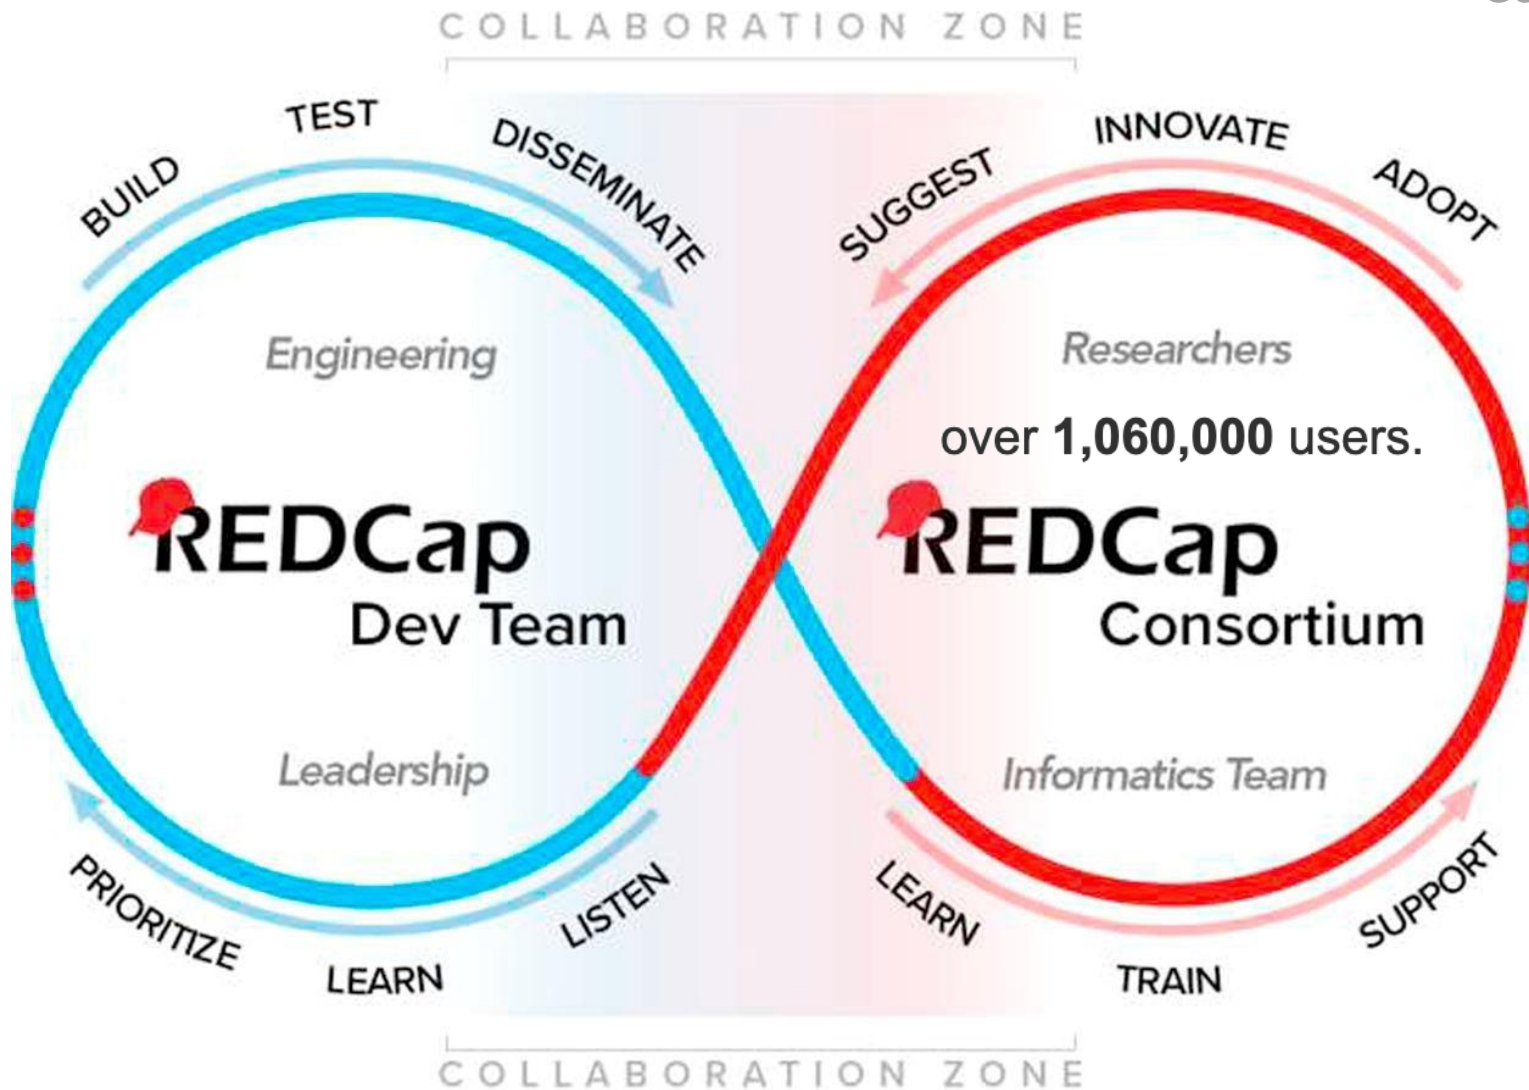 COLLABORATION ZONE
BUILD
TEST
DISSEMINATE
SUGGEST
INNOVATE
ADOPT
Engineering
Researchers
over 1,060,000 users.
REDCap
Dev Team
REDCap
Consortium
Leadership
Informatics Team
PRIORITIZE
LEARN
LISTEN
LEARN
TRAIN
SUPPORT
COLLABORATION ZONE